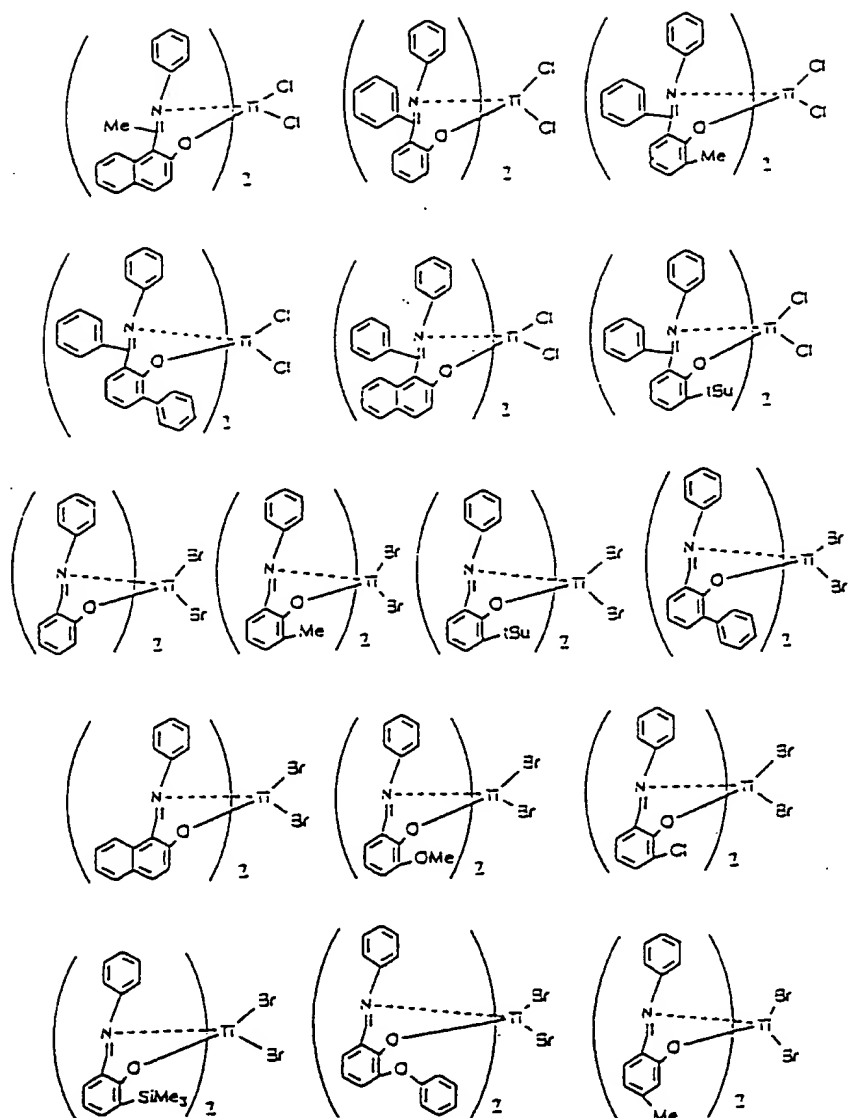 N Ti Cl
Me O Cl
2
N Ti Cl
O Cl
2
N Ti Cl
O Cl
Me
2
N Ti Cl
O Cl
2
N Ti Cl
O Cl
2
N Ti Cl
O Cl
tBu
2
N Ti Br
O Br
2
N Ti Br
O Br
Me
2
N Ti Br
O Br
tBu
2
N Ti Br
O Br
2
N Ti Br
O Br
2
N Ti Br
O Br
OMe
2
N Ti Br
O Br
Cl
2
N Ti Br
O Br
SiMe3
2
N Ti Br
O Br
O
2
N Ti Br
O Br
Me
2